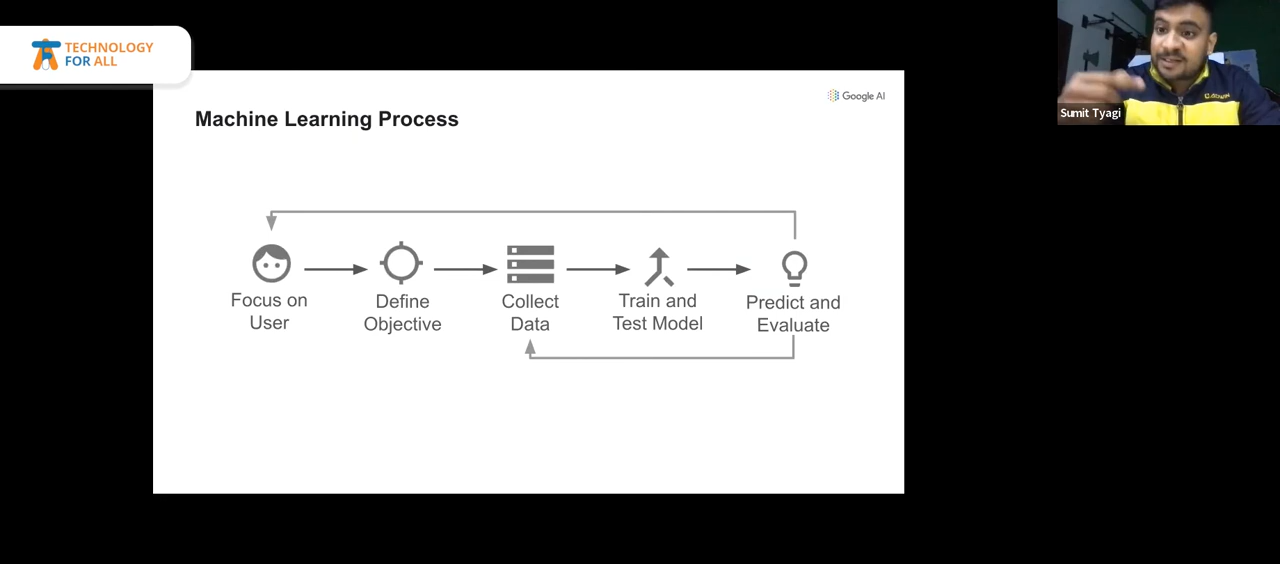 TECHNOLOGY
FOR ALL
Google AI
Machine Learning Process
Focus on
User
Define
Objective
Collect
Data
Train and
Test Model
Predict and
Evaluate
Sumit Tyagi